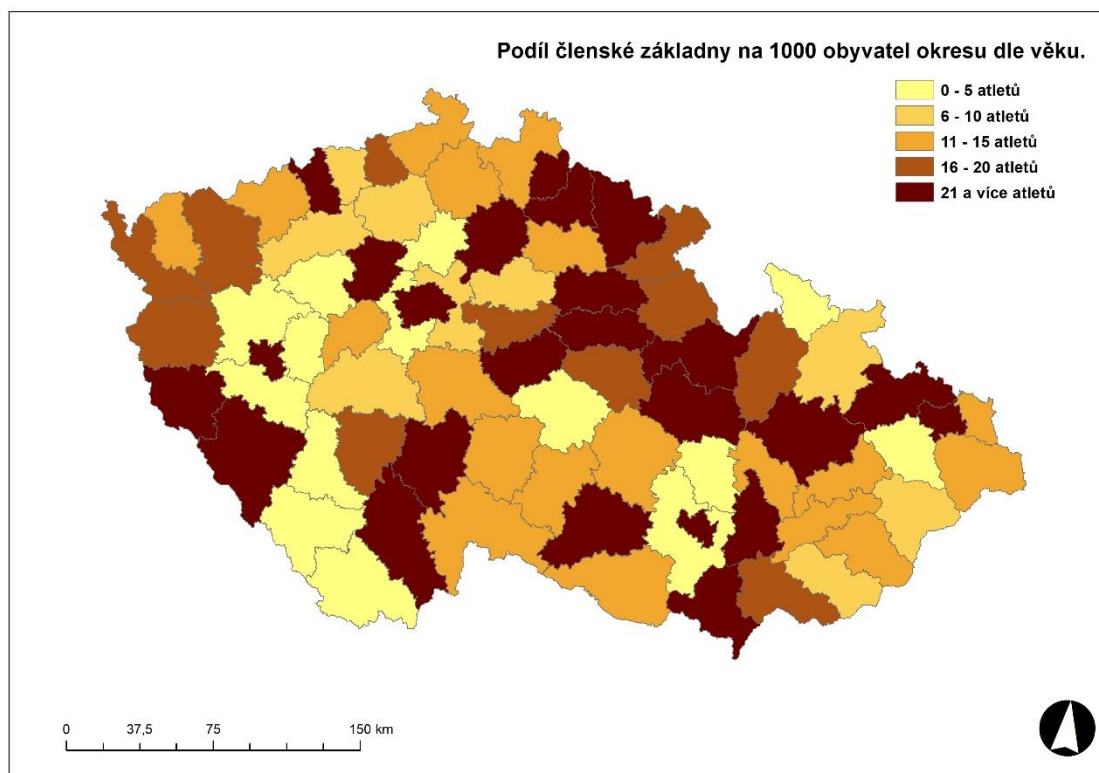 Podíl členské základny na 1000 obyvatel okresu dle věku.
0 - 5 atletů
6 - 10 atletů
11 - 15 atletů
16 - 20 atletů
21 a více atletů
0 37,5 75 150 km